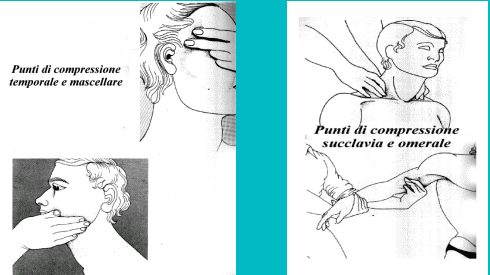 Punti di compressione
temporale e mascellare
Punti di compressione
succlavia e omerale